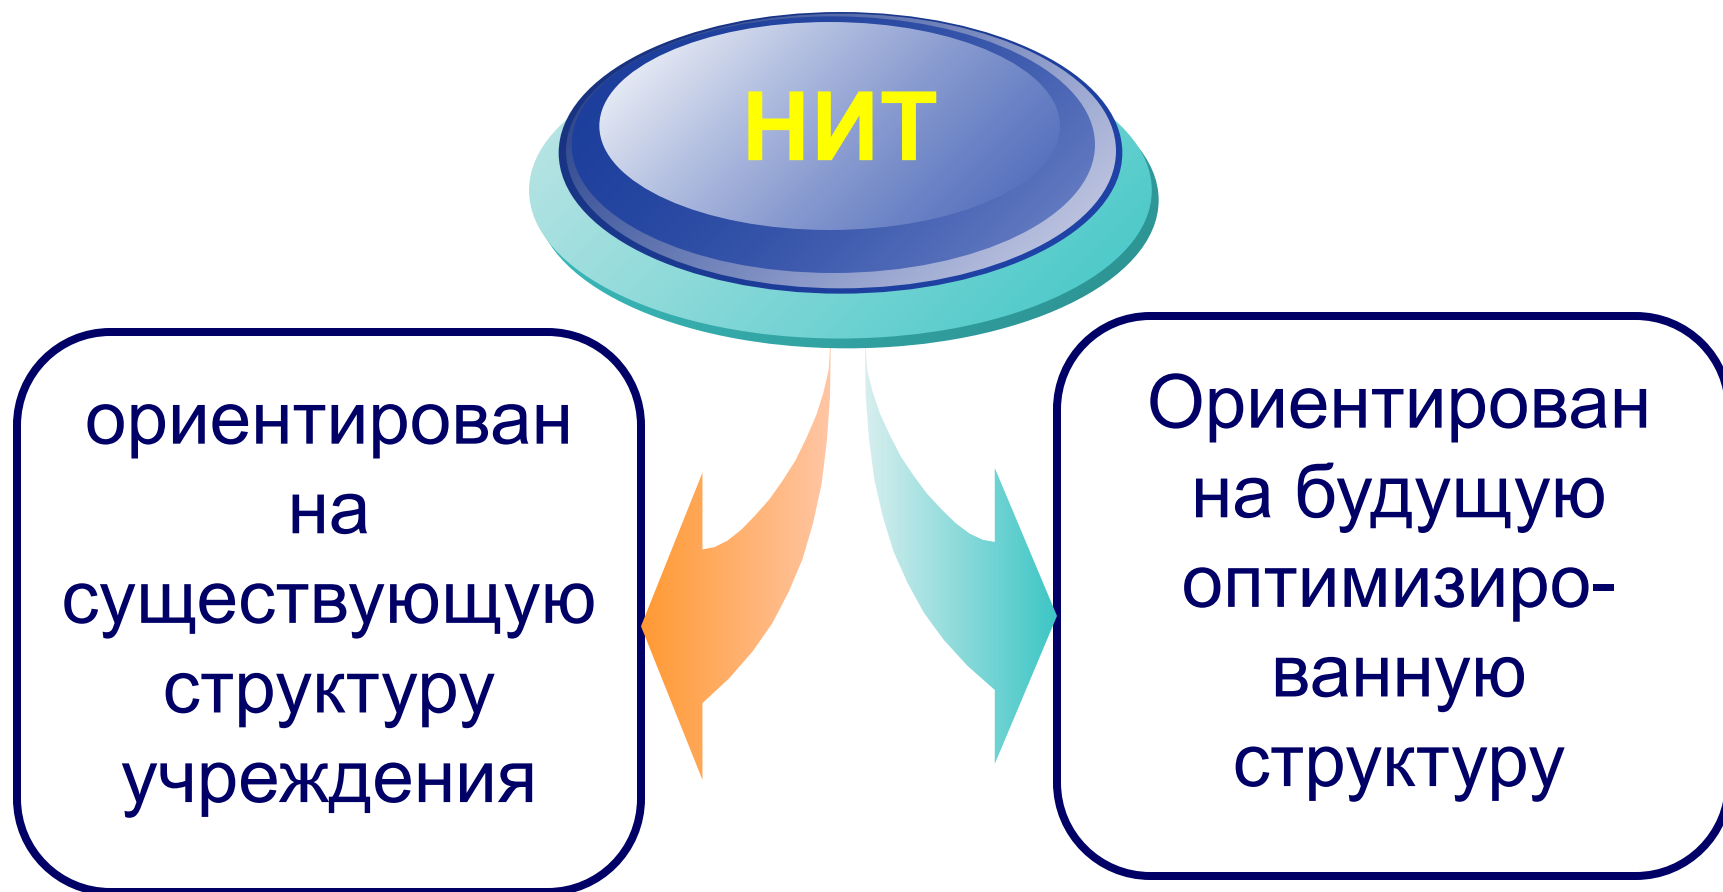 НИТ
ориентирован
на
существующую
структуру
учреждения
Ориентирован
на будущую
оптимизиро-
ванную
структуру